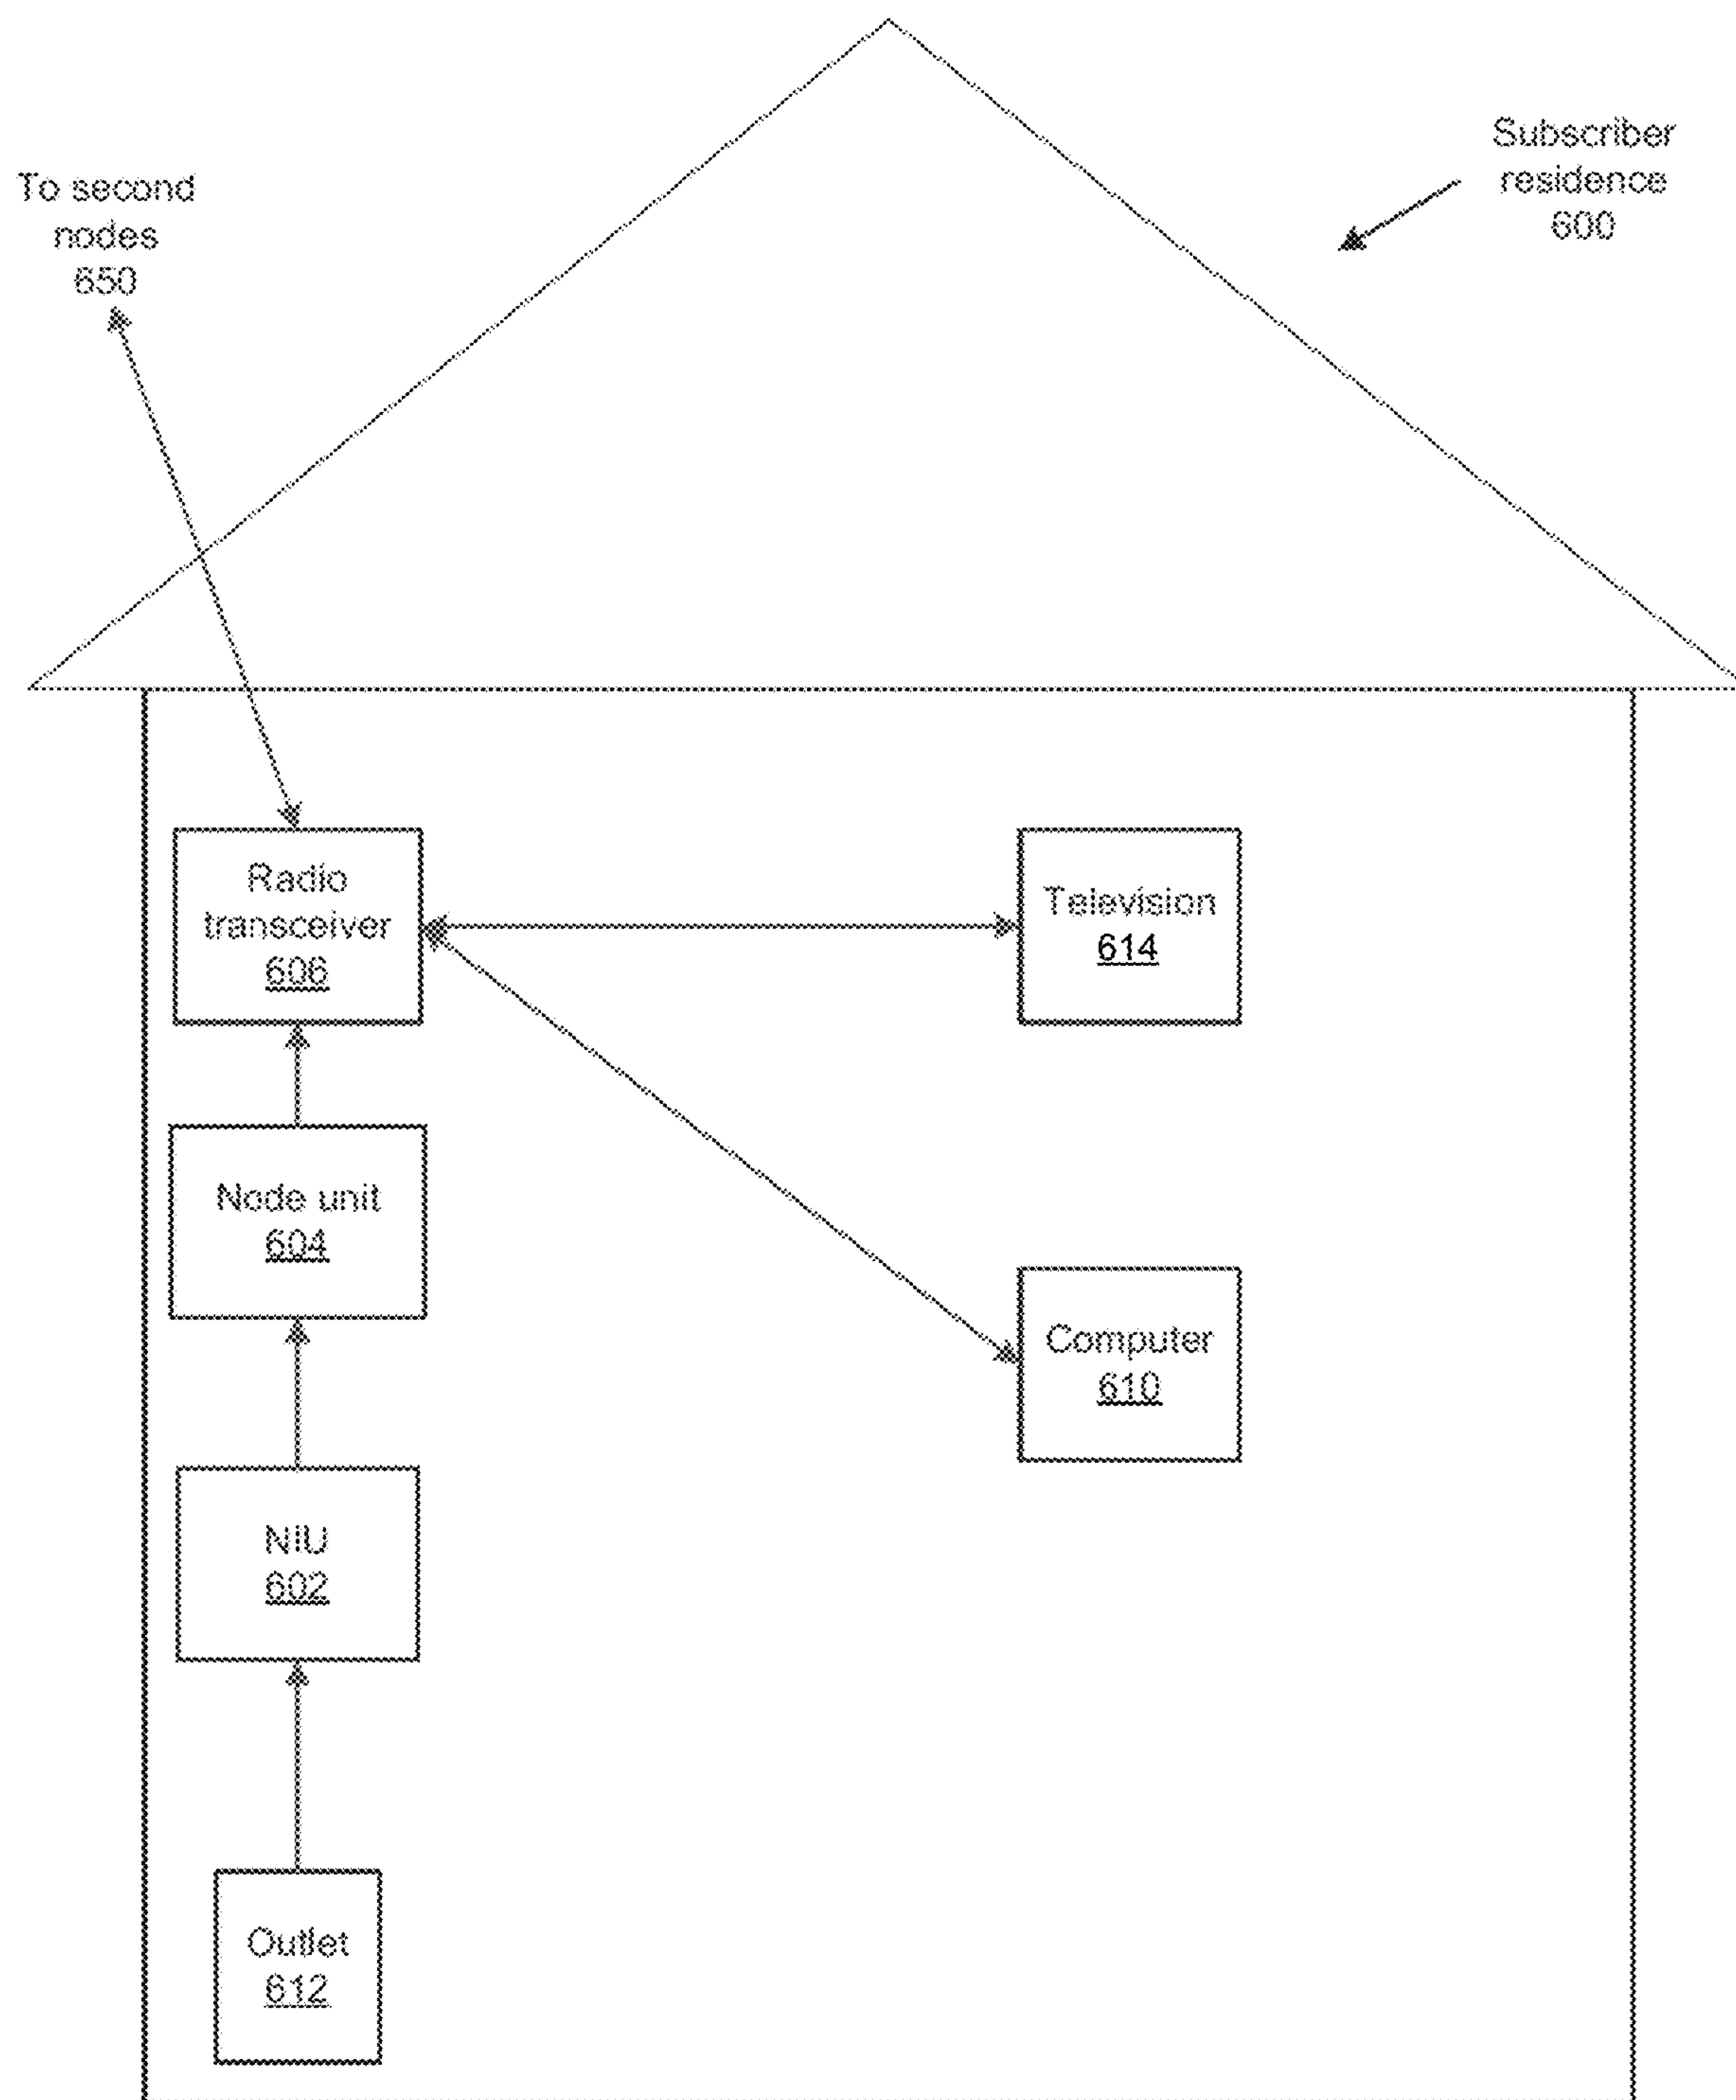 Subscriber
residence
600
To second
nodes
650
Radio
transceiver
606
Television
614
Node unit
604
Computer
610
NIU
602
Outlet
612